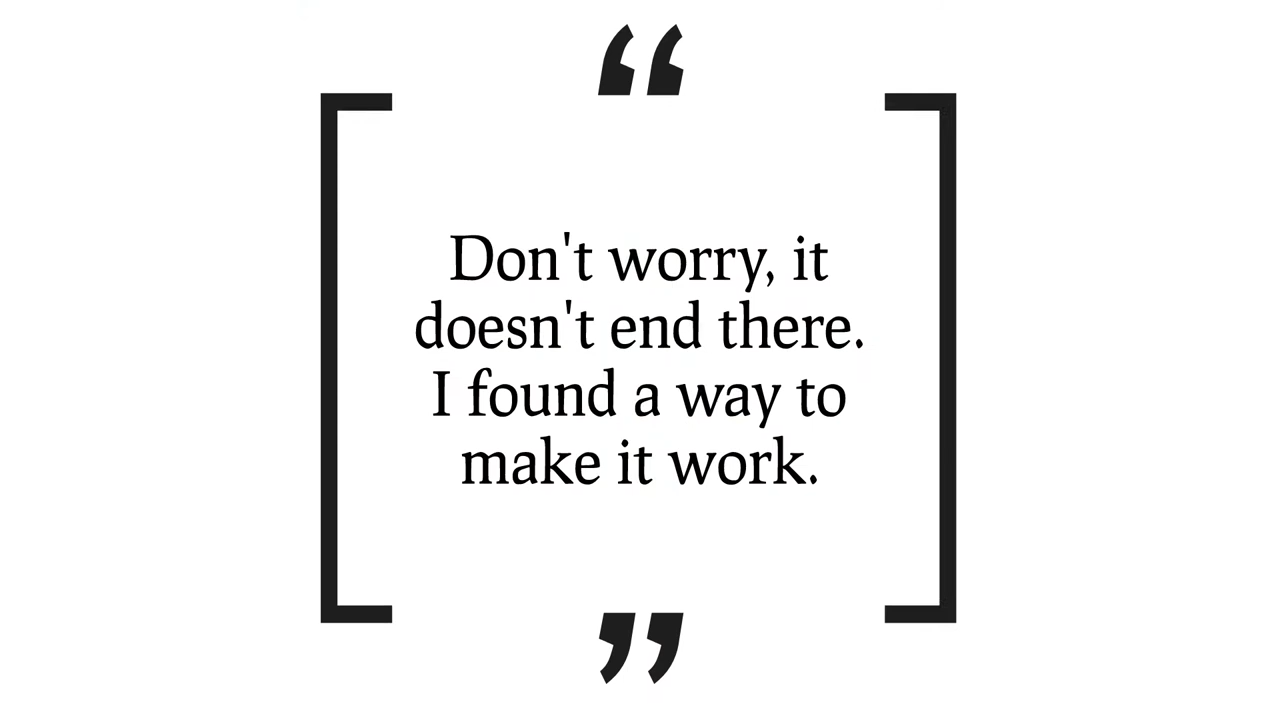 “
Don't worry, it
doesn't end there.
I found a way to
make it work.
”